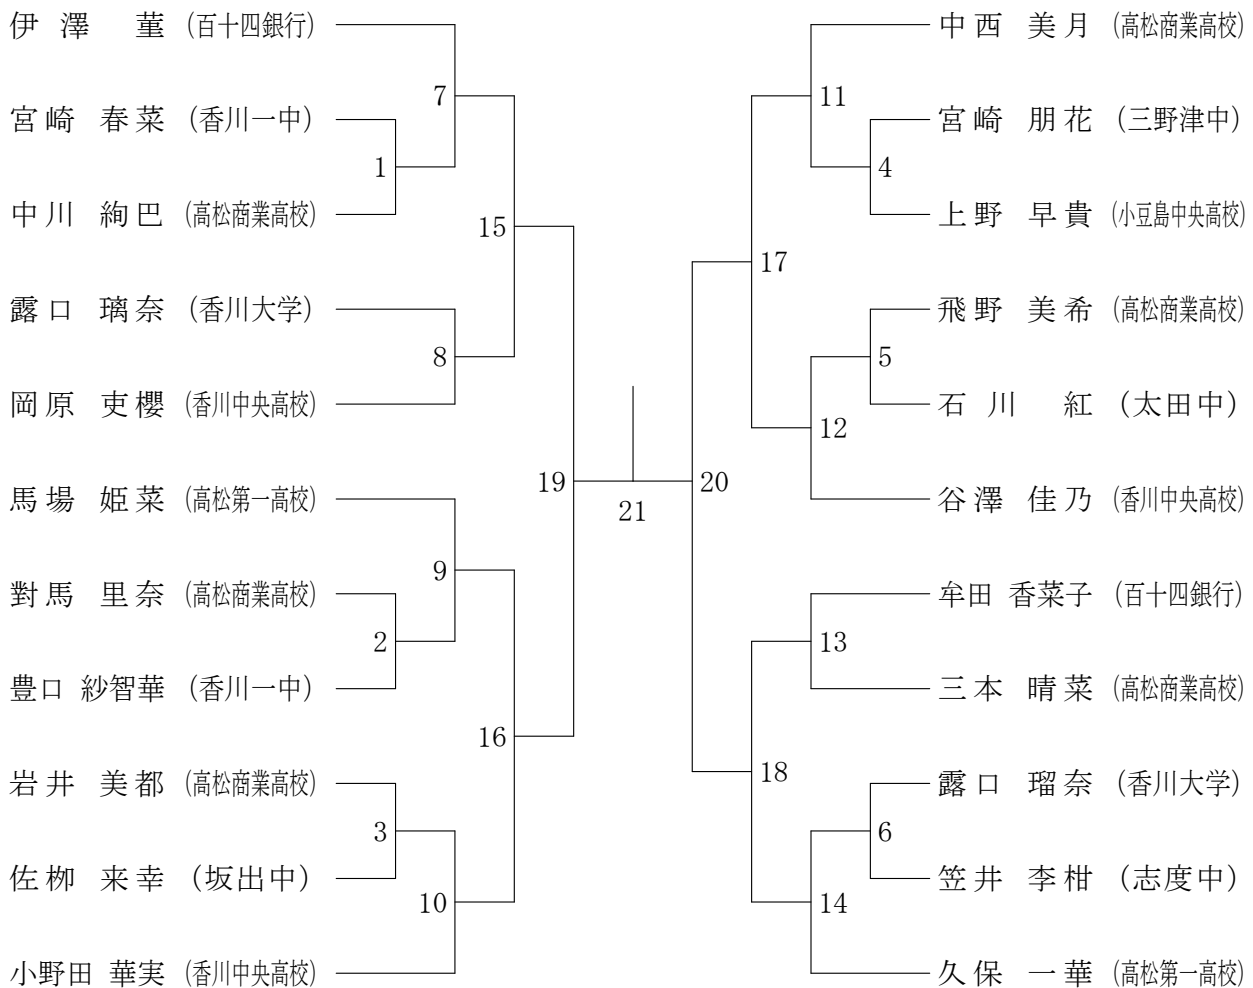 伊澤 菫 (百十四銀行)
宮崎 春菜 (香川一中)
中川 絢巴 (高松商業高校)
露口 璃奈 (香川大学)
岡原 吏櫻 (香川中央高校)
馬場 姫菜 (高松第一高校)
對馬 里奈 (高松商業高校)
豊口 紗智華 (香川一中)
岩井 美都 (高松商業高校)
佐栁 来幸 (坂出中)
小野田 華実 (香川中央高校)
7
1
15
8
19
9
2
16
3
10
21
11
4
17
5
12
20
13
18
6
14
中西 美月 (高松商業高校)
宮崎 朋花 (三野津中)
上野 早貴 (小豆島中央高校)
飛野 美希 (高松商業高校)
石川 紅 (太田中)
谷澤 佳乃 (香川中央高校)
牟田 香菜子 (百十四銀行)
三本 晴菜 (高松商業高校)
露口 瑠奈 (香川大学)
笠井 李柑 (志度中)
久保 一華 (高松第一高校)